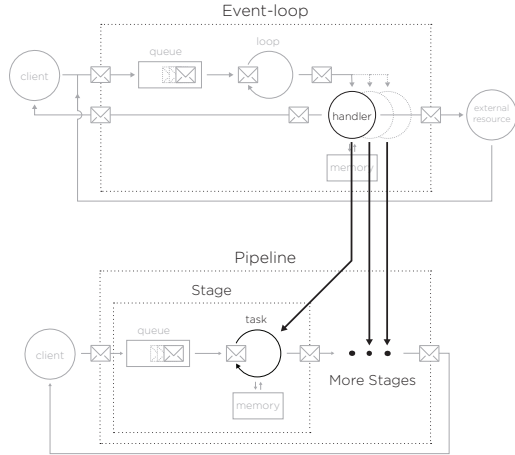 Event-loop
queue
loop
client
handler
external
resource
memory
Pipeline
Stage
queue
task
client
memory
More Stages